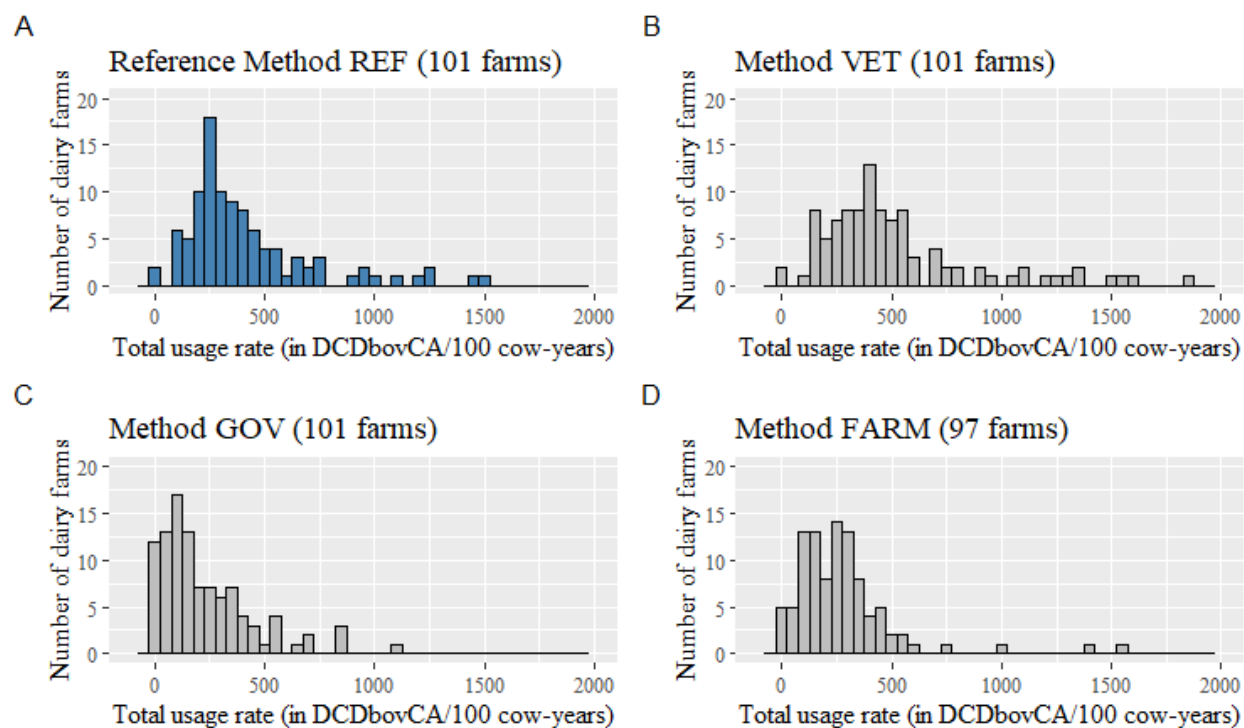 A
Reference Method REF (101 farms)
Number of dairy farms
20
15
10
5
0
0 500 1000 1500 2000
Total usage rate (in DCDbovCA/100 cow-years)
B
Method VET (101 farms)
Number of dairy farms
20
15
10
5
0
0 500 1000 1500 2000
Total usage rate (in DCDbovCA/100 cow-years)
C
Method GOV (101 farms)
Number of dairy farms
20
15
10
5
0
0 500 1000 1500 2000
Total usage rate (in DCDbovCA/100 cow-years)
D
Method FARM (97 farms)
Number of dairy farms
20
15
10
5
0
0 500 1000 1500 2000
Total usage rate (in DCDbovCA/100 cow-years)